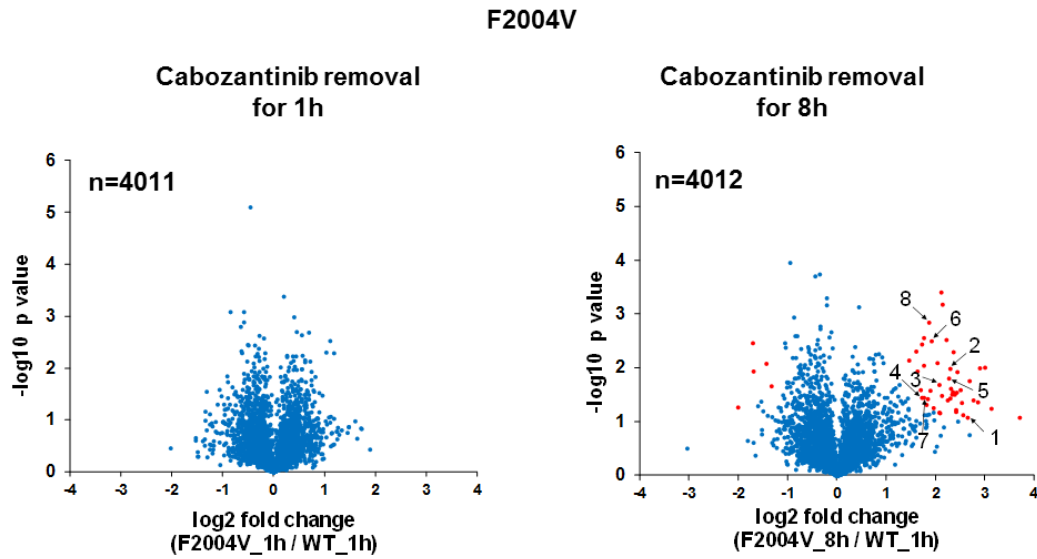 F2004V
Cabozantinib removal
for 1h
n=4011
6
5
4
3
2
1
0
-4 -3 -2 -1 0 1 2 3 4
-log10 p value
log2 fold change
(F2004V_1h / WT_1h)
Cabozantinib removal
for 8h
n=4012
6
5
4
3
2
1
0
-4 -3 -2 -1 0 1 2 3 4
-log10 p value
8
6
2
3
4
5
7
1
log2 fold change
(F2004V_8h / WT_1h)